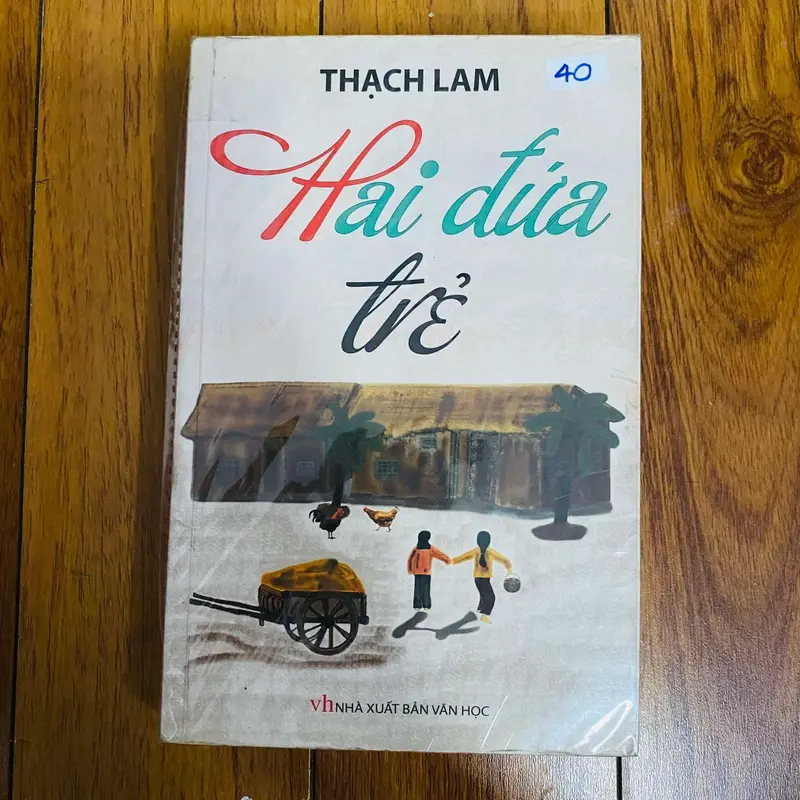 THẠCH LAM
40
Hai đứa
trẻ
vh NHÀ XUẤT BẢN VĂN HỌC